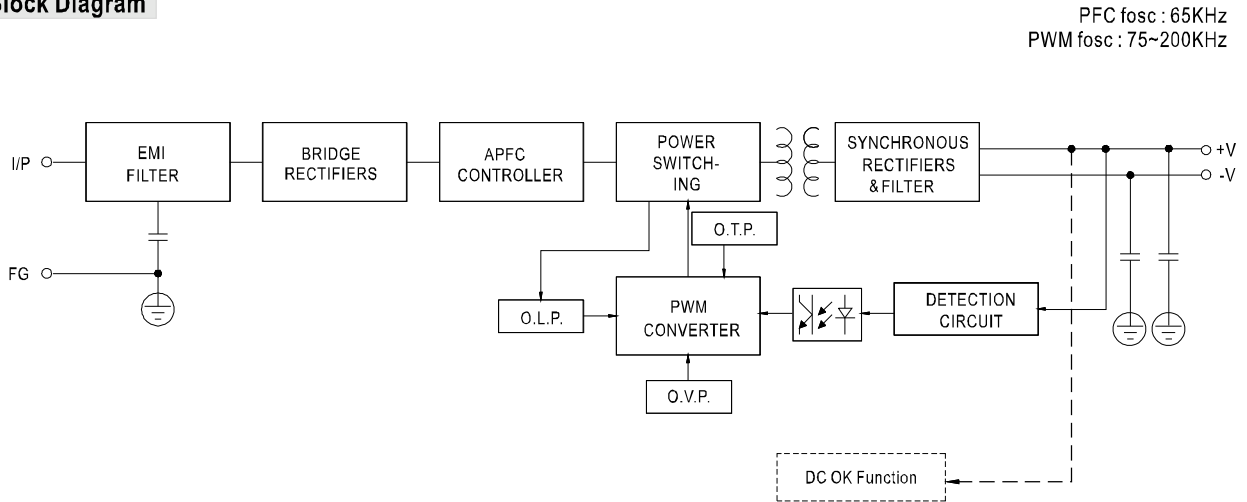 Block Diagram
PFC fosc : 65KHz
PWM fosc : 75~200KHz
I/P
EMI
FILTER
BRIDGE
RECTIFIERS
APFC
CONTROLLER
POWER
SWITCH-
ING
SYNCHRONOUS
RECTIFIERS
& FILTER
+V
-V
O.T.P.
FG
O.L.P.
PWM
CONVERTER
DETECTION
CIRCUIT
O.V.P.
DC OK Function